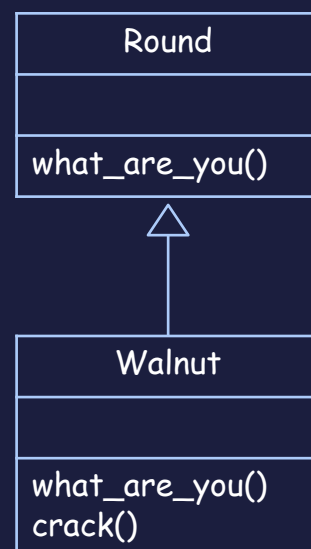 Round
what_are_you()
Walnut
what_are_you()
crack()